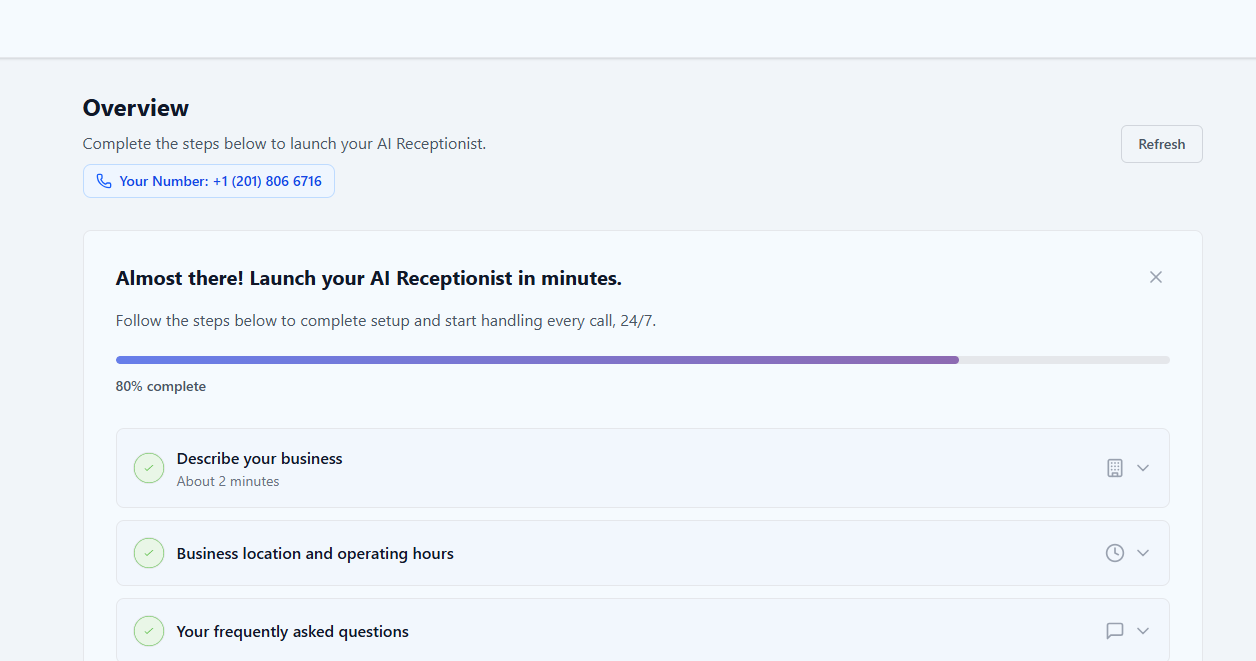 Overview
Complete the steps below to launch your AI Receptionist.
Refresh
Your Number: +1 (201) 806 6716
Almost there! Launch your AI Receptionist in minutes.
Follow the steps below to complete setup and start handling every call, 24/7.
80% complete
Describe your business
About 2 minutes
Business location and operating hours
Your frequently asked questions